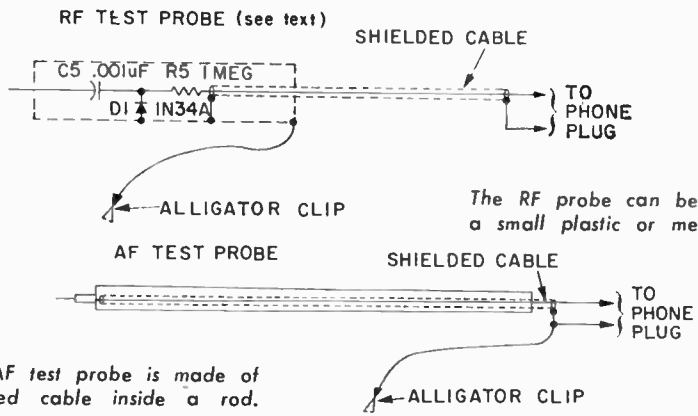 RF TEST PROBE (see text)
SHIELDED CABLE
C5 .001uF R5 1MEG
D1 1N34A
TO
PHONE
PLUG
ALLIGATOR CLIP
The RF probe can be
a small plastic or me
AF TEST PROBE
SHIELDED CABLE
TO
PHONE
PLUG
AF test probe is made of
ed cable inside a rod.
ALLIGATOR CLIP